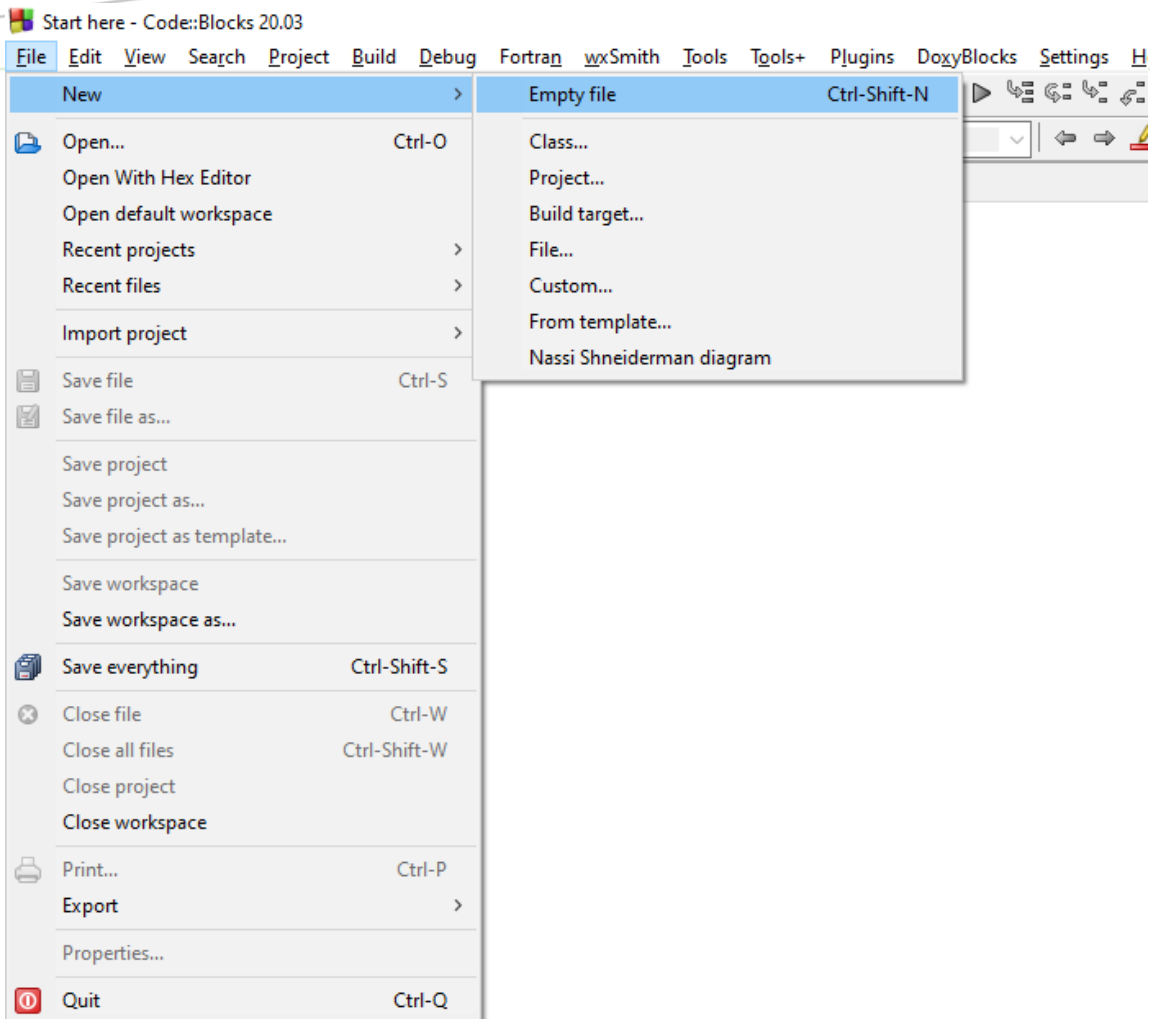 Start here - Code::Blocks 20.03
File Edit View Search Project Build Debug Fortran wxSmith Tools Tools+ Plugins DoxyBlocks Settings H
New
Empty file Ctrl-Shift-N
Open... Ctrl-O
Class...
Open With Hex Editor
Project...
Open default workspace
Build target...
Recent projects
File...
Recent files
Custom...
Import project
From template...
Nassi Shneiderman diagram
Save file Ctrl-S
Save file as...
Save project
Save project as...
Save project as template...
Save workspace
Save workspace as...
Save everything Ctrl-Shift-S
Close file Ctrl-W
Close all files Ctrl-Shift-W
Close project
Close workspace
Print... Ctrl-P
Export
Properties...
Quit Ctrl-Q